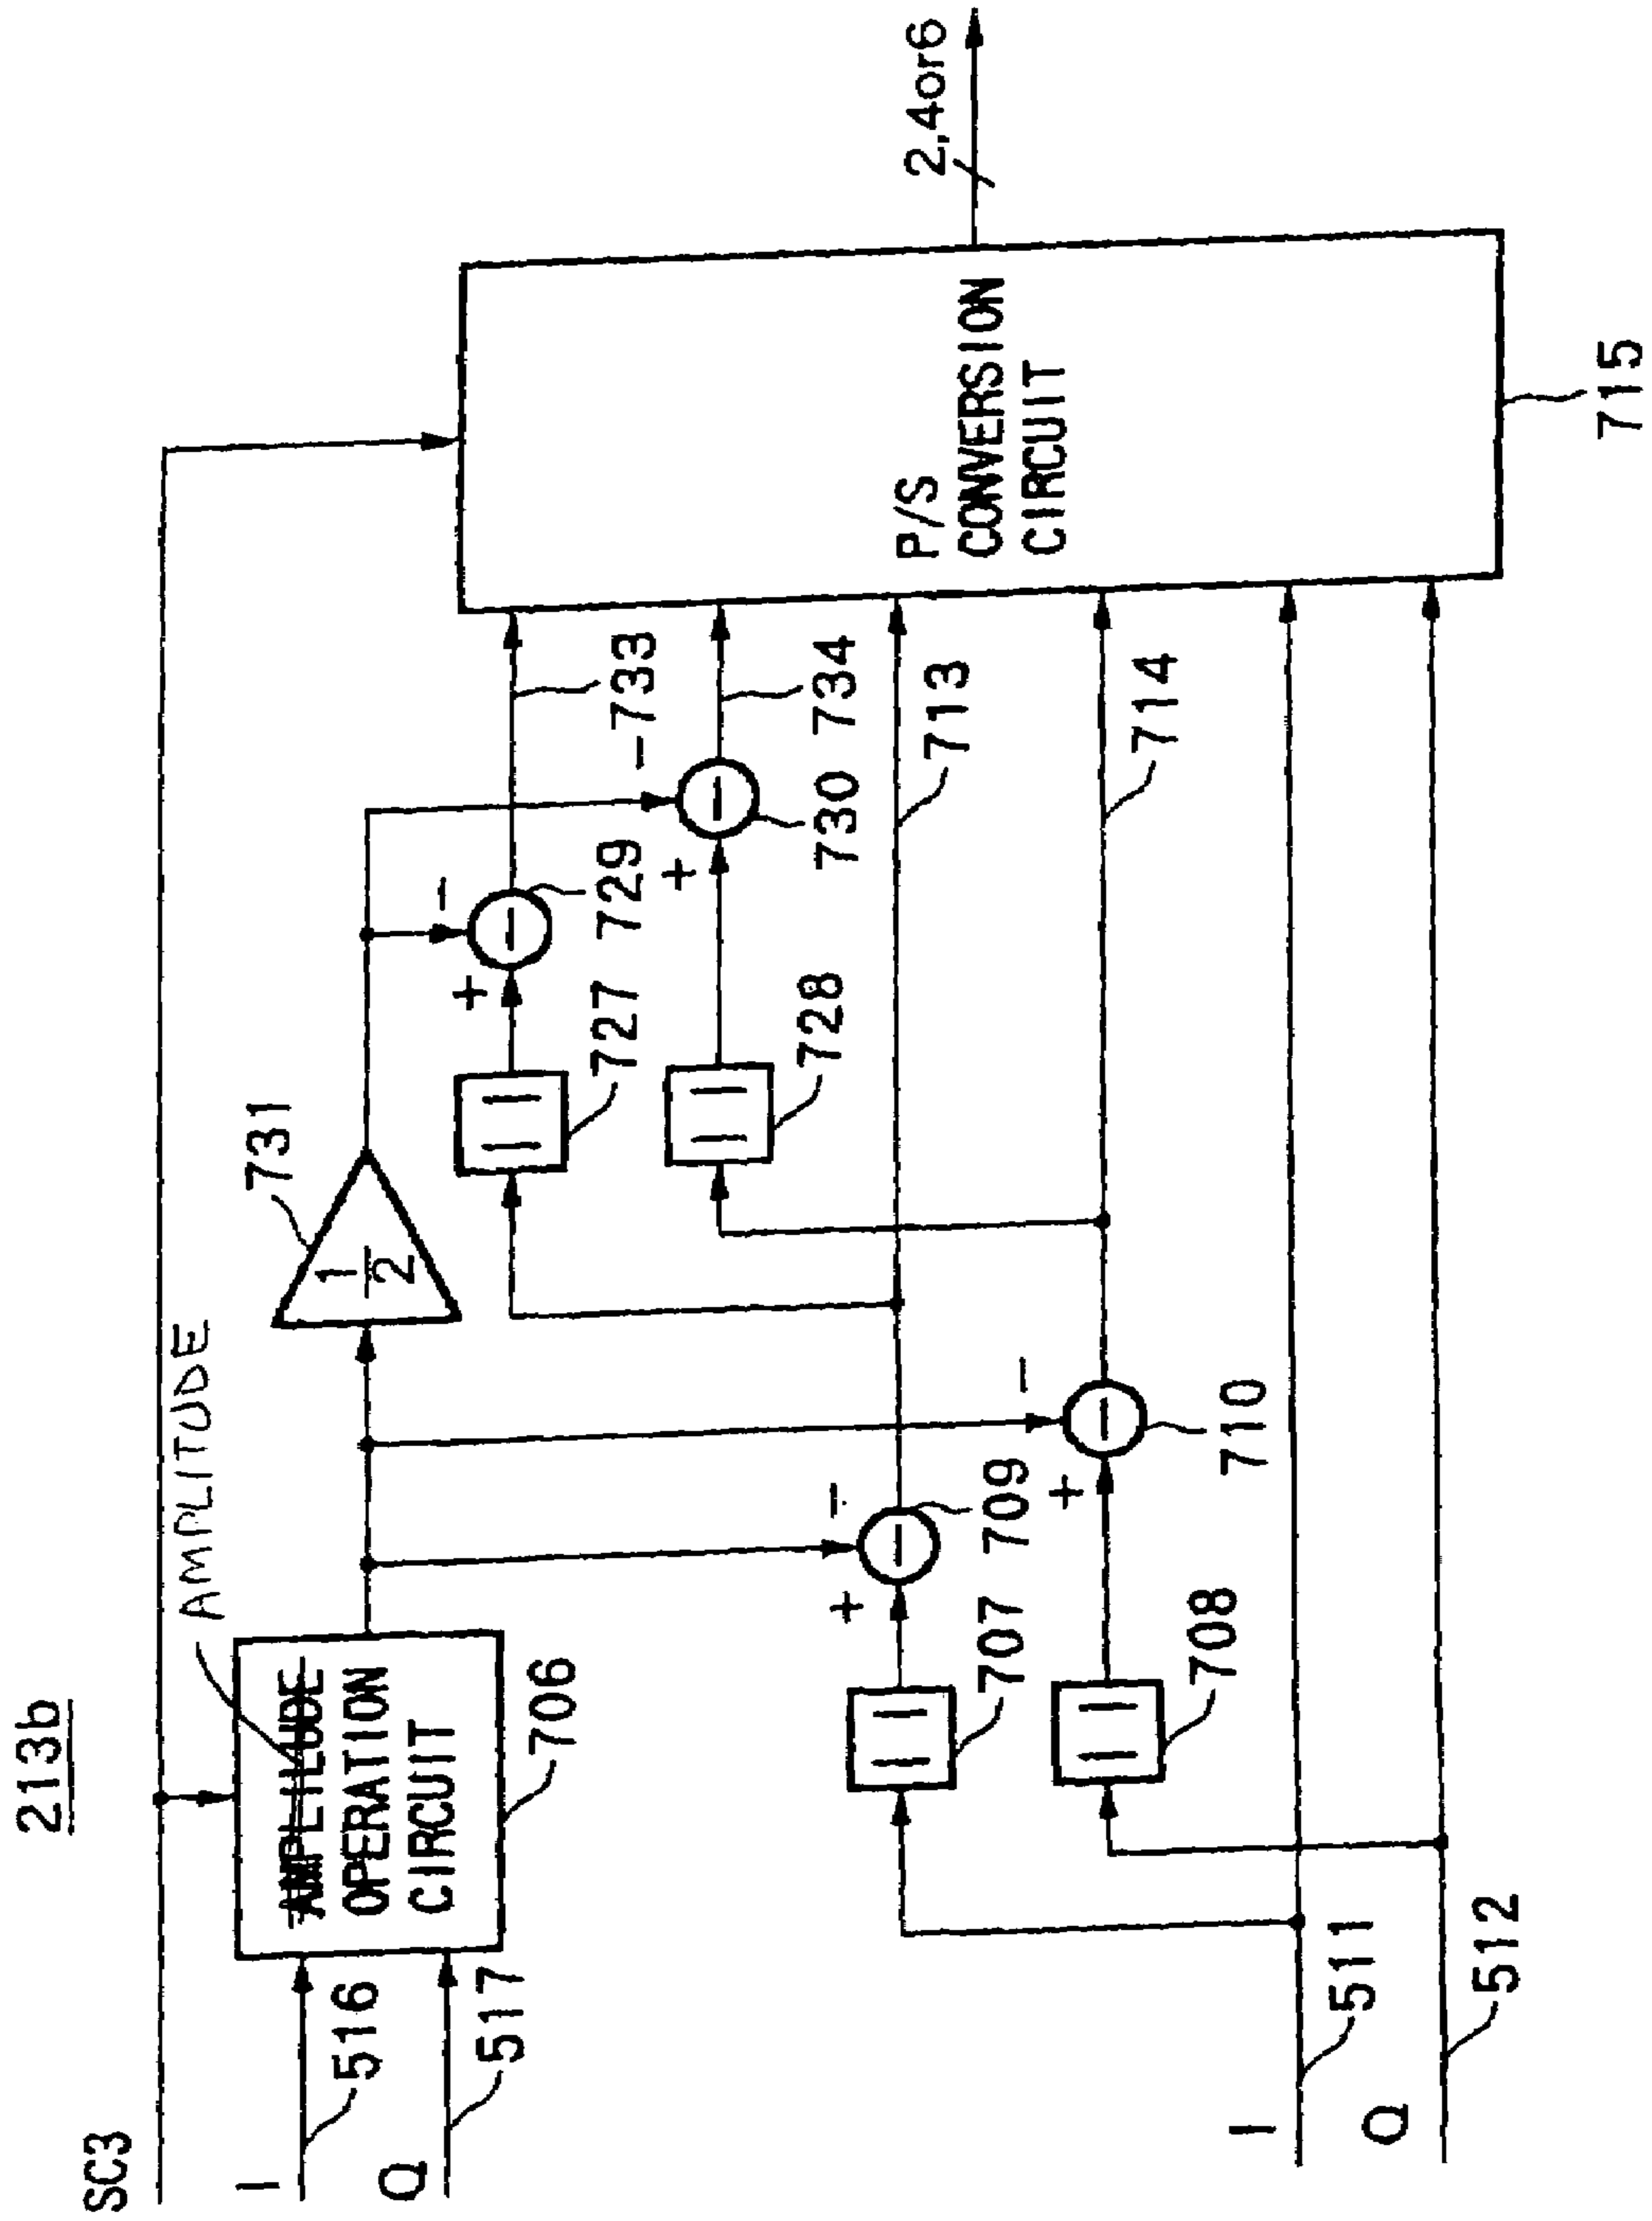 213b
SC3
AMPLITUDE
I
516
Q
517
AMPLILUDE
OPERATION
CIRCUIT
706
731
1
2
-
+
729
727
-
733
+
730
734
728
-
+
709
707
713
-
+
710
708
714
I
511
Q
512
P/S
CONVERSION
CIRCUIT
715
2,4or6